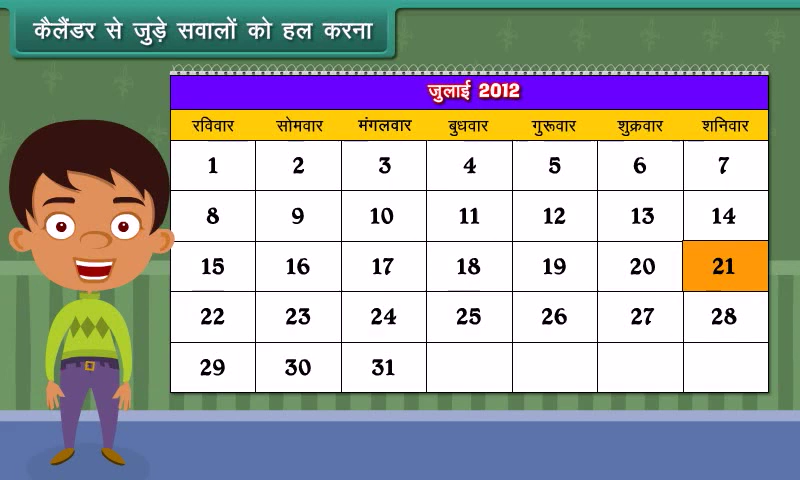 कैलैंडर से जुड़े सवालों को हल करना
जुलाई 2012
रविवार सोमवार मंगलवार बुधवार गुरूवार शुक्रवार शनिवार
1 2 3 4 5 6 7
8 9 10 11 12 13 14
15 16 17 18 19 20 21
22 23 24 25 26 27 28
29 30 31